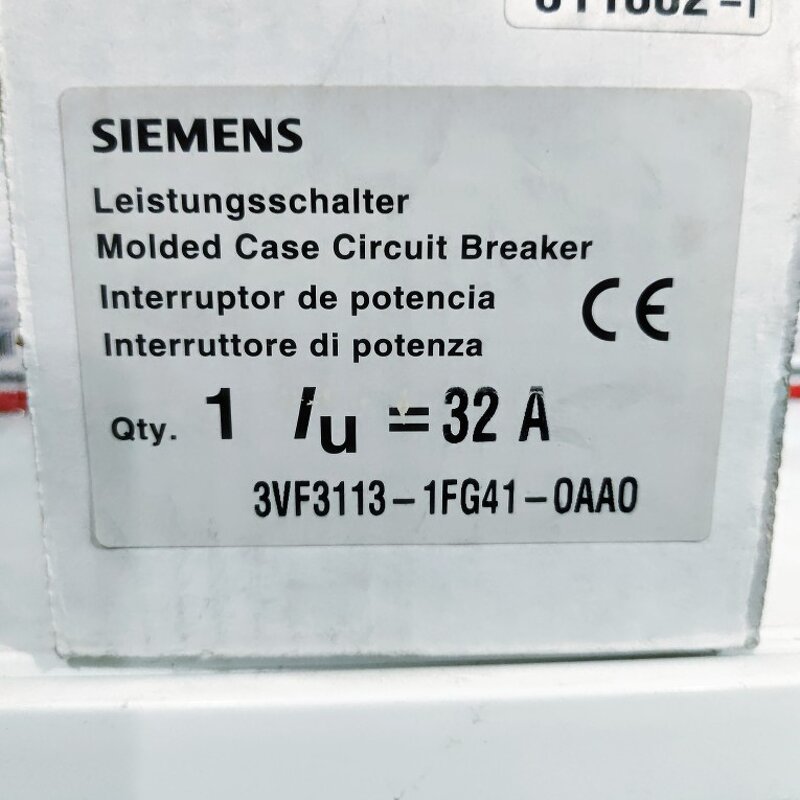 SIEMENS
Leistungsschalter
Molded Case Circuit Breaker
Interruptor de potencia
Interruttore di potenza
CE
Qty. 1 Iu = 32 A
3VF3113-1FG41-0AA0